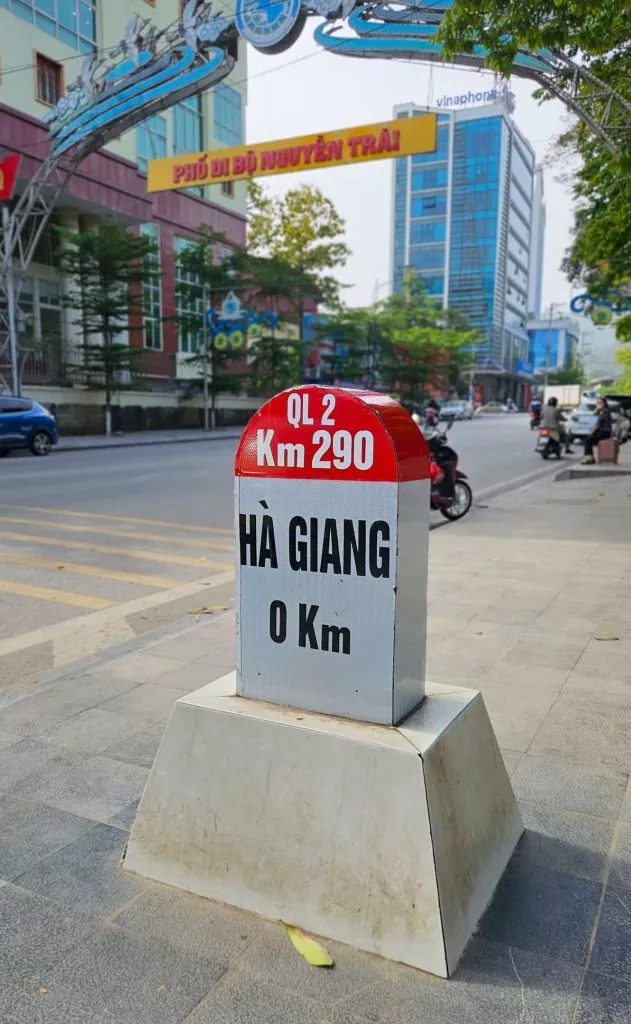 vinaphone
PHỐ ĐI BỘ NGUYỄN TRÃI
QL 2
Km 290
HÀ GIANG
0 Km